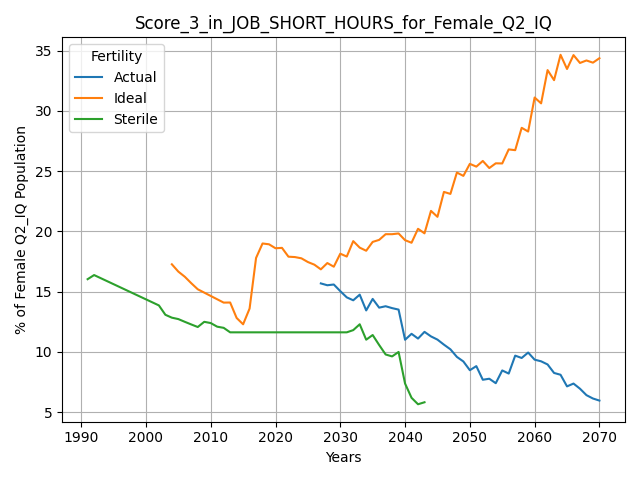 Score_3_in_JOB_SHORT_HOURS_for_Female_Q2_IQ
Fertility
Actual
Ideal
Sterile
% of Female Q2_IQ Population
35
30
25
20
15
10
5
1990 2000 2010 2020 2030 2040 2050 2060 2070
Years